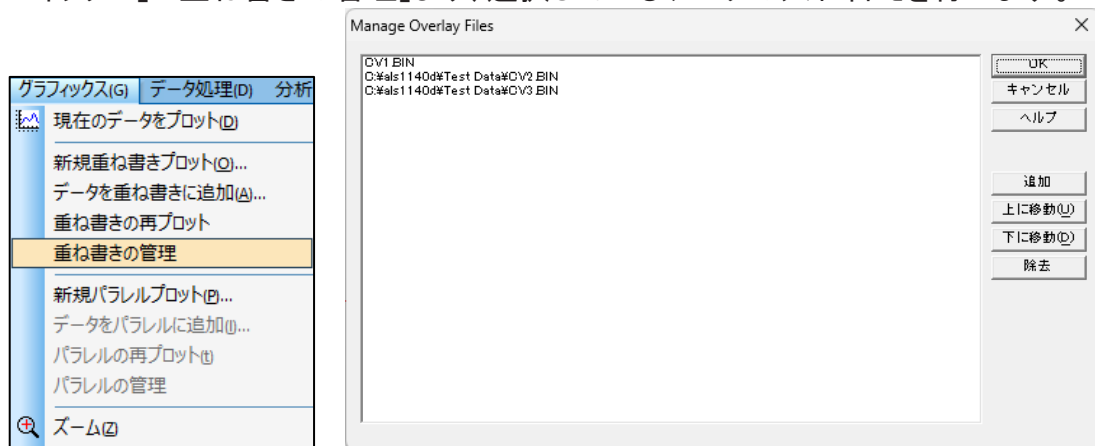 Manage Overlay Files
CV1.BIN
C:¥als1140d¥Test Data¥CV2.BIN
C:¥als1140d¥Test Data¥CV3.BIN
OK
キャンセル
ヘルプ
追加
上に移動(U)
下に移動(D)
除去
グラフィックス(G) データ処理(D) 分析
現在のデータをプロット(D)
新規重ね書きプロット(O)...
データを重ね書きに追加(A)...
重ね書きの再プロット
重ね書きの管理
新規パラレルプロット(P)...
データをパラレルに追加(I)...
パラレルの再プロット(t)
パラレルの管理
ズーム(Z)